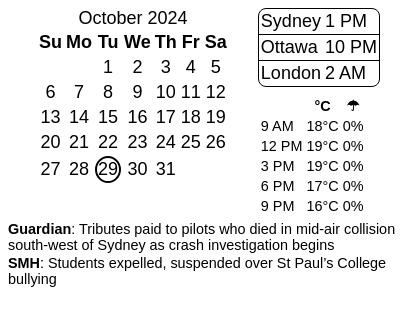 October 2024
Su Mo Tu We Th Fr Sa
1 2 3 4 5
6 7 8 9 10 11 12
13 14 15 16 17 18 19
20 21 22 23 24 25 26
27 28 29 30 31
Sydney 1 PM
Ottawa 10 PM
London 2 AM
°C ☂
9 AM 18°C 0%
12 PM 19°C 0%
3 PM 19°C 0%
6 PM 17°C 0%
9 PM 16°C 0%
Guardian: Tributes paid to pilots who died in mid-air collision
south-west of Sydney as crash investigation begins
SMH: Students expelled, suspended over St Paul’s College
bullying